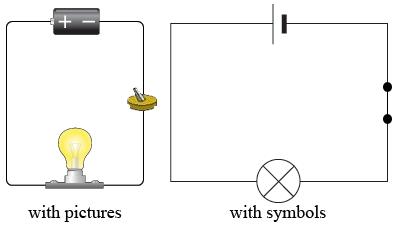 + −
with pictures
with symbols